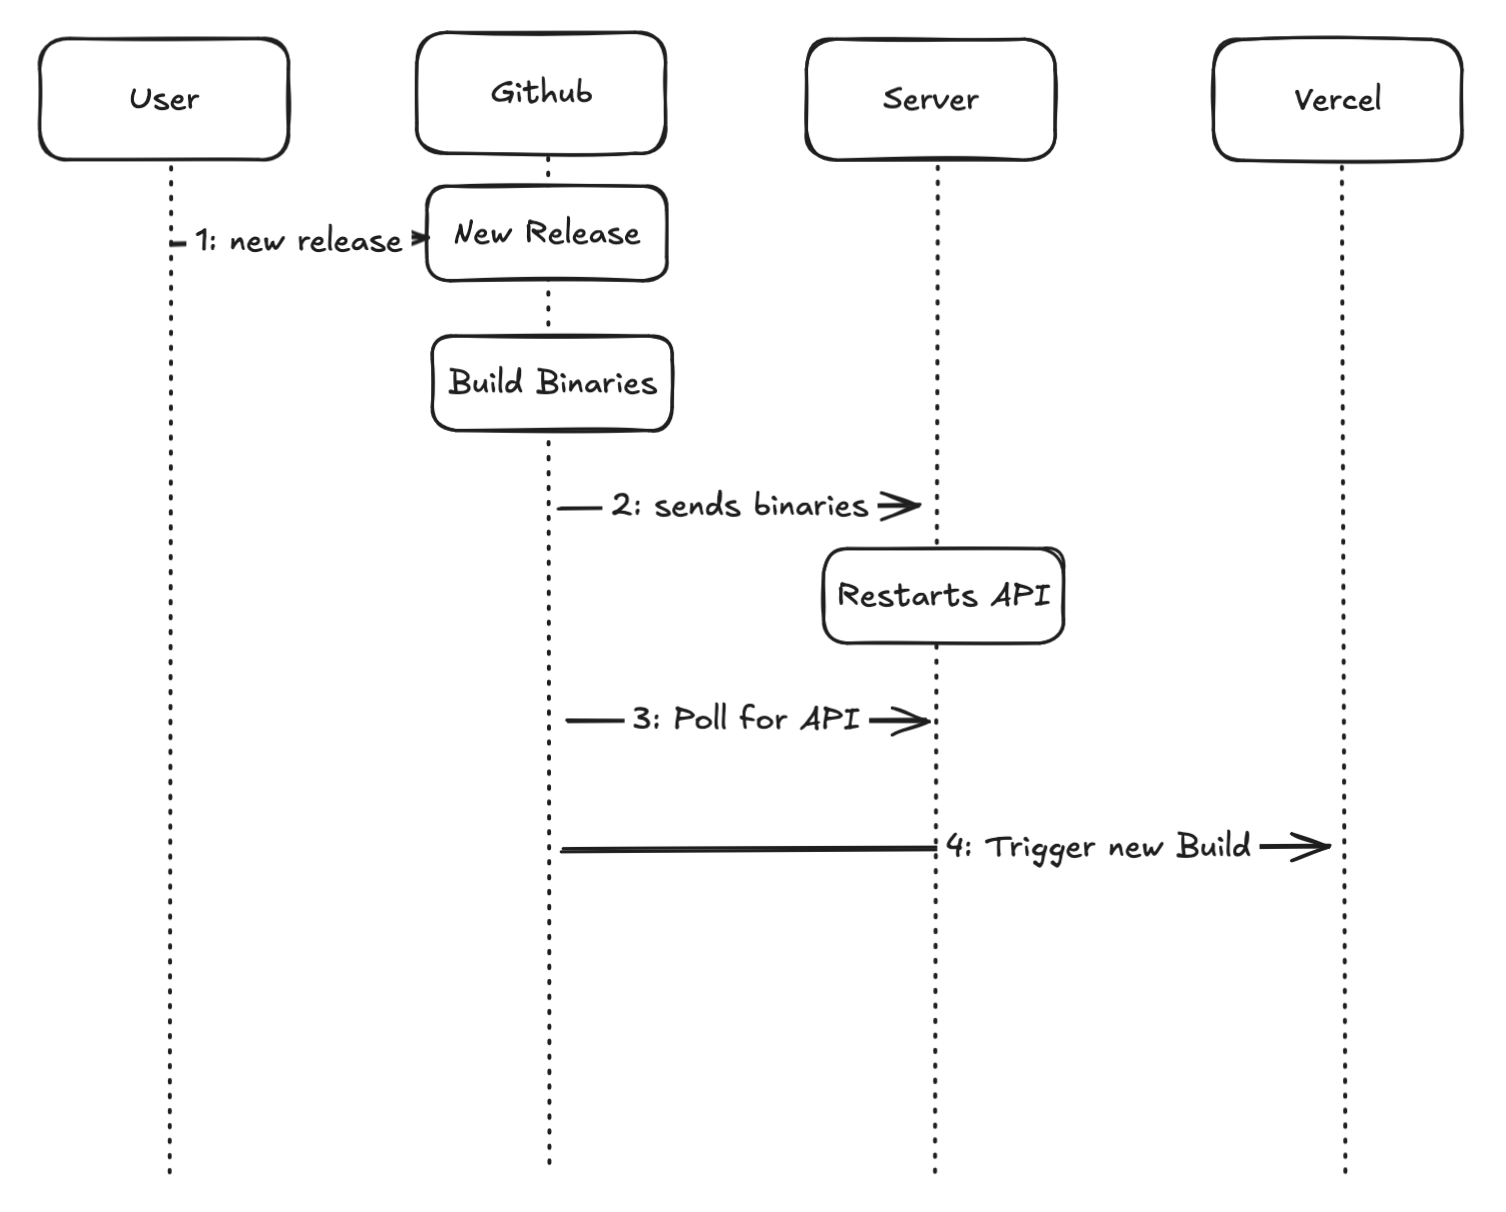 User
Github
Server
Vercel
1: new release
New Release
Build Binaries
2: sends binaries
Restarts API
3: Poll for API
4: Trigger new Build